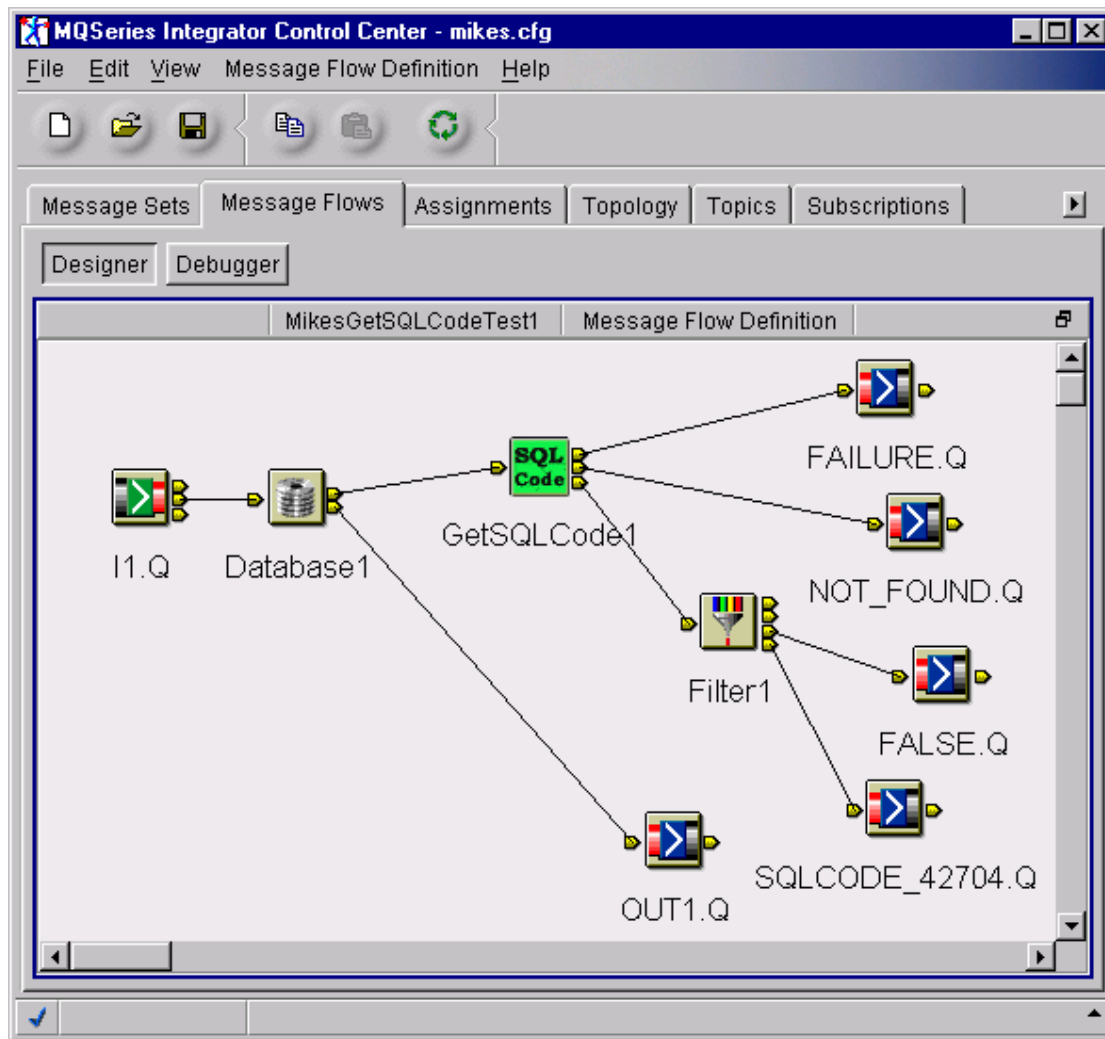 MQSeries Integrator Control Center - mikes.cfg
File Edit View Message Flow Definition Help
Message Sets Message Flows Assignments Topology Topics Subscriptions
Designer Debugger
MikesGetSQLCodeTest1 Message Flow Definition
FAILURE.Q
SQL
Code
GetSQLCode1
I1.Q
Database1
NOT_FOUND.Q
Filter1
FALSE.Q
SQLCODE_42704.Q
OUT1.Q